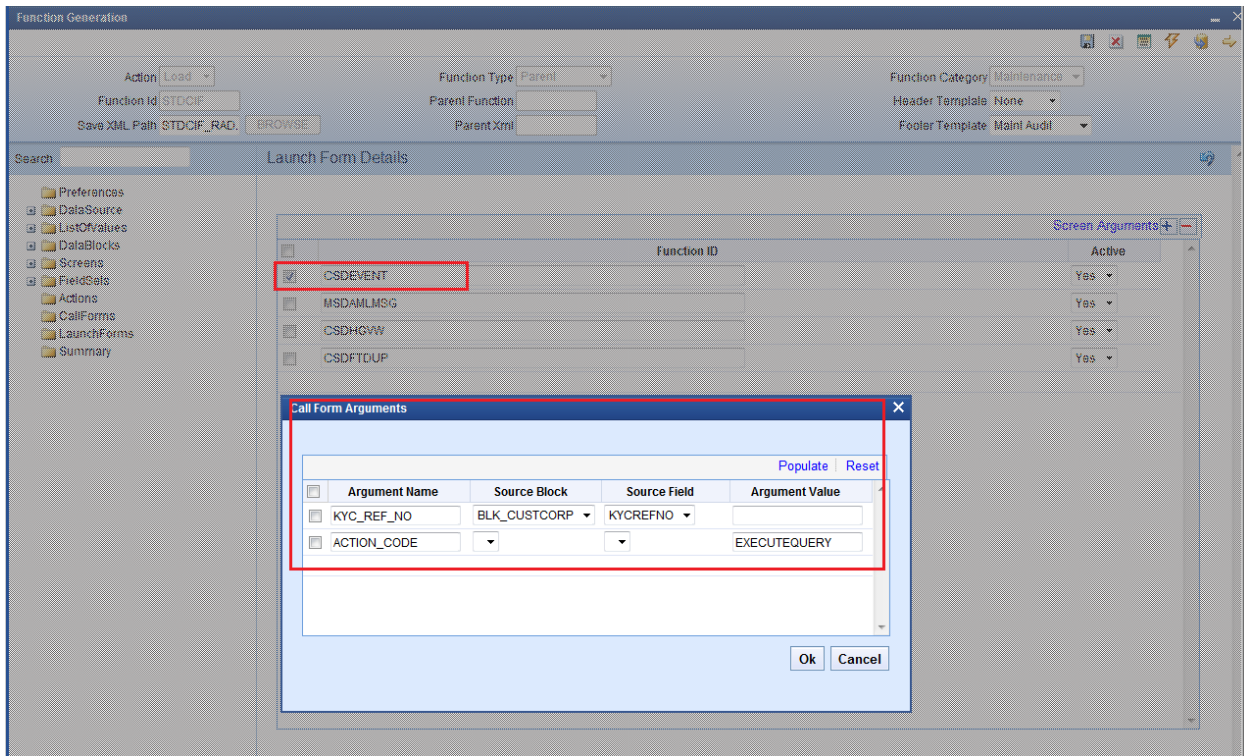 Function Generation
Action Load Function Type Parent Function Category Maintenance
Function Id STDCIF Parent Function Header Template None
Save XML Path STDCIF_RAD. BROWSE Parent Xml Footer Template Maint Audit
Search Launch Form Details
Preferences
DataSource
ListOfValues
DataBlocks
Screens
FieldSets
Actions
CallForms
LaunchForms
Summary
Screen Arguments
Function ID Active
CSDEVENT Yes
MSDAMLMSG Yes
CSDHGVW Yes
CSDFTDUP Yes
Call Form Arguments
Populate Reset
Argument Name Source Block Source Field Argument Value
KYC_REF_NO BLK_CUSTCORP KYCREFNO
ACTION_CODE EXECUTEQUERY
Ok Cancel